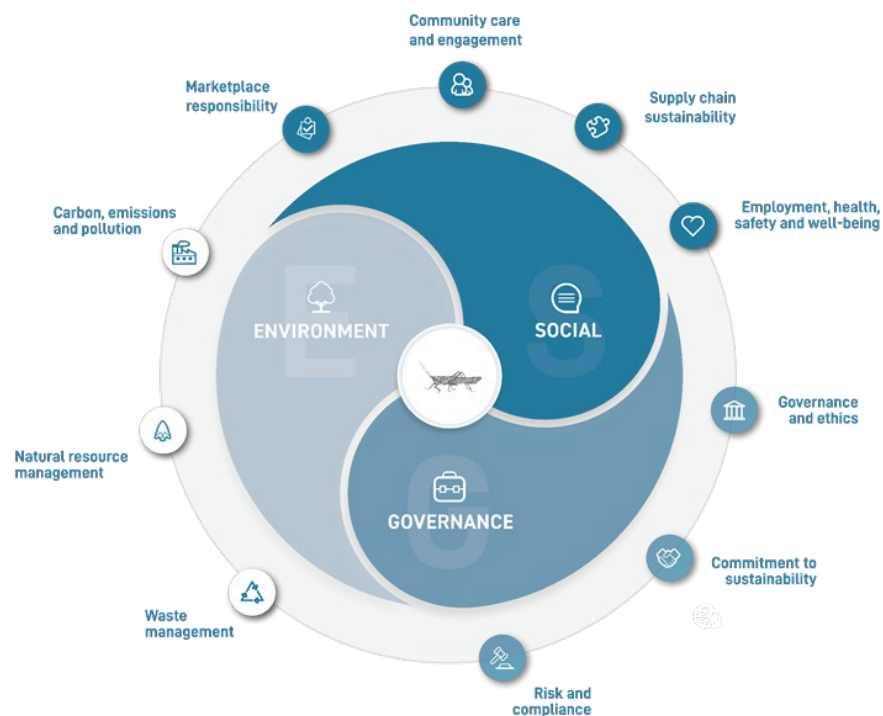 Community care
and engagement
Marketplace
responsibility
Supply chain
sustainability
Carbon, emissions
and pollution
Employment, health,
safety and well-being
E
ENVIRONMENT
S
SOCIAL
Governance
and ethics
Natural resource
management
G
GOVERNANCE
Commitment to
sustainability
Waste
management
Risk and
compliance